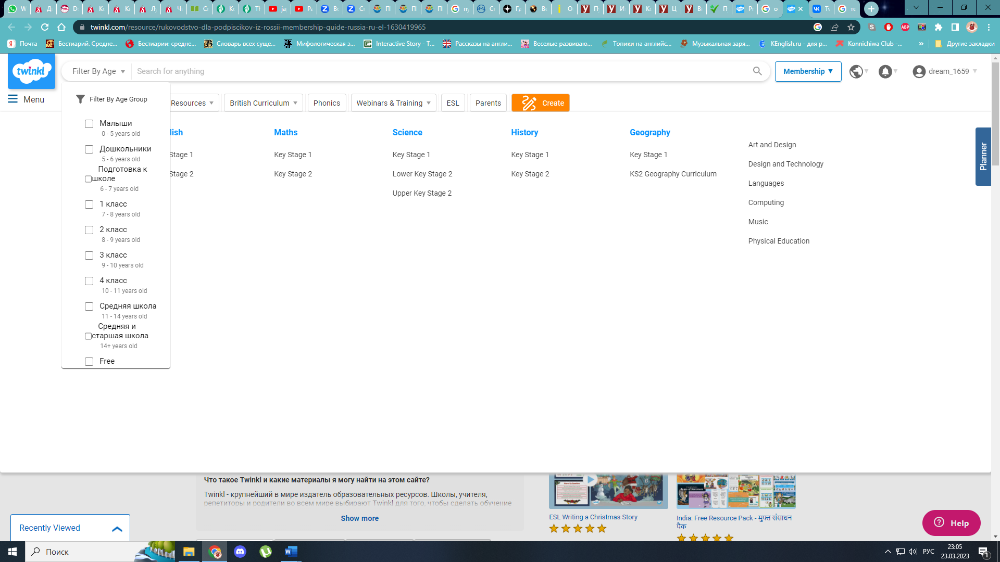 twinkl.com/resource/rukovodstvo-dla-podpiscikov-iz-rossii-membership-guide-russia-ru-el-1630419965
Почта
Бестиарий. Средне...
Бестиарии: средне...
Словарь всех суще...
Мифологическая э...
Interactive Story - T...
Рассказы на англи...
Веселые развиваю...
Топики на английс...
Музыкальная заря...
KEnglish.ru - для р...
Konnichiwa Club -...
»
Другие закладки
twinkl
Filter By Age
Search for anything
Membership
dream_1659
Menu
Filter By Age Group
Resources
British Curriculum
Phonics
Webinars & Training
ESL
Parents
Create
Малыши
0 - 5 years old
Дошкольники
5 - 6 years old
Подготовка к
школе
6 - 7 years old
1 класс
7 - 8 years old
2 класс
8 - 9 years old
3 класс
9 - 10 years old
4 класс
10 - 11 years old
Средняя школа
11 - 14 years old
Средняя и
старшая школа
14+ years old
Free
lish
Stage 1
Stage 2
Maths
Key Stage 1
Key Stage 2
Science
Key Stage 1
Lower Key Stage 2
Upper Key Stage 2
History
Key Stage 1
Key Stage 2
Geography
Key Stage 1
KS2 Geography Curriculum
Art and Design
Design and Technology
Languages
Computing
Music
Physical Education
Planner
Что такое Twinkl и какие материалы я могу найти на этом сайте?
Twinkl - крупнейший в мире издатель образовательных ресурсов. Школы, учителя,
репетиторы и родители во всем мире выбирают Twinkl для того, чтобы сделать обучение
Show more
ESL Writing a Christmas Story
India: Free Resource Pack - मुफ्त संसाधन
पैक
Recently Viewed
Help
Поиск
РУС
23:05
23.03.2023
1